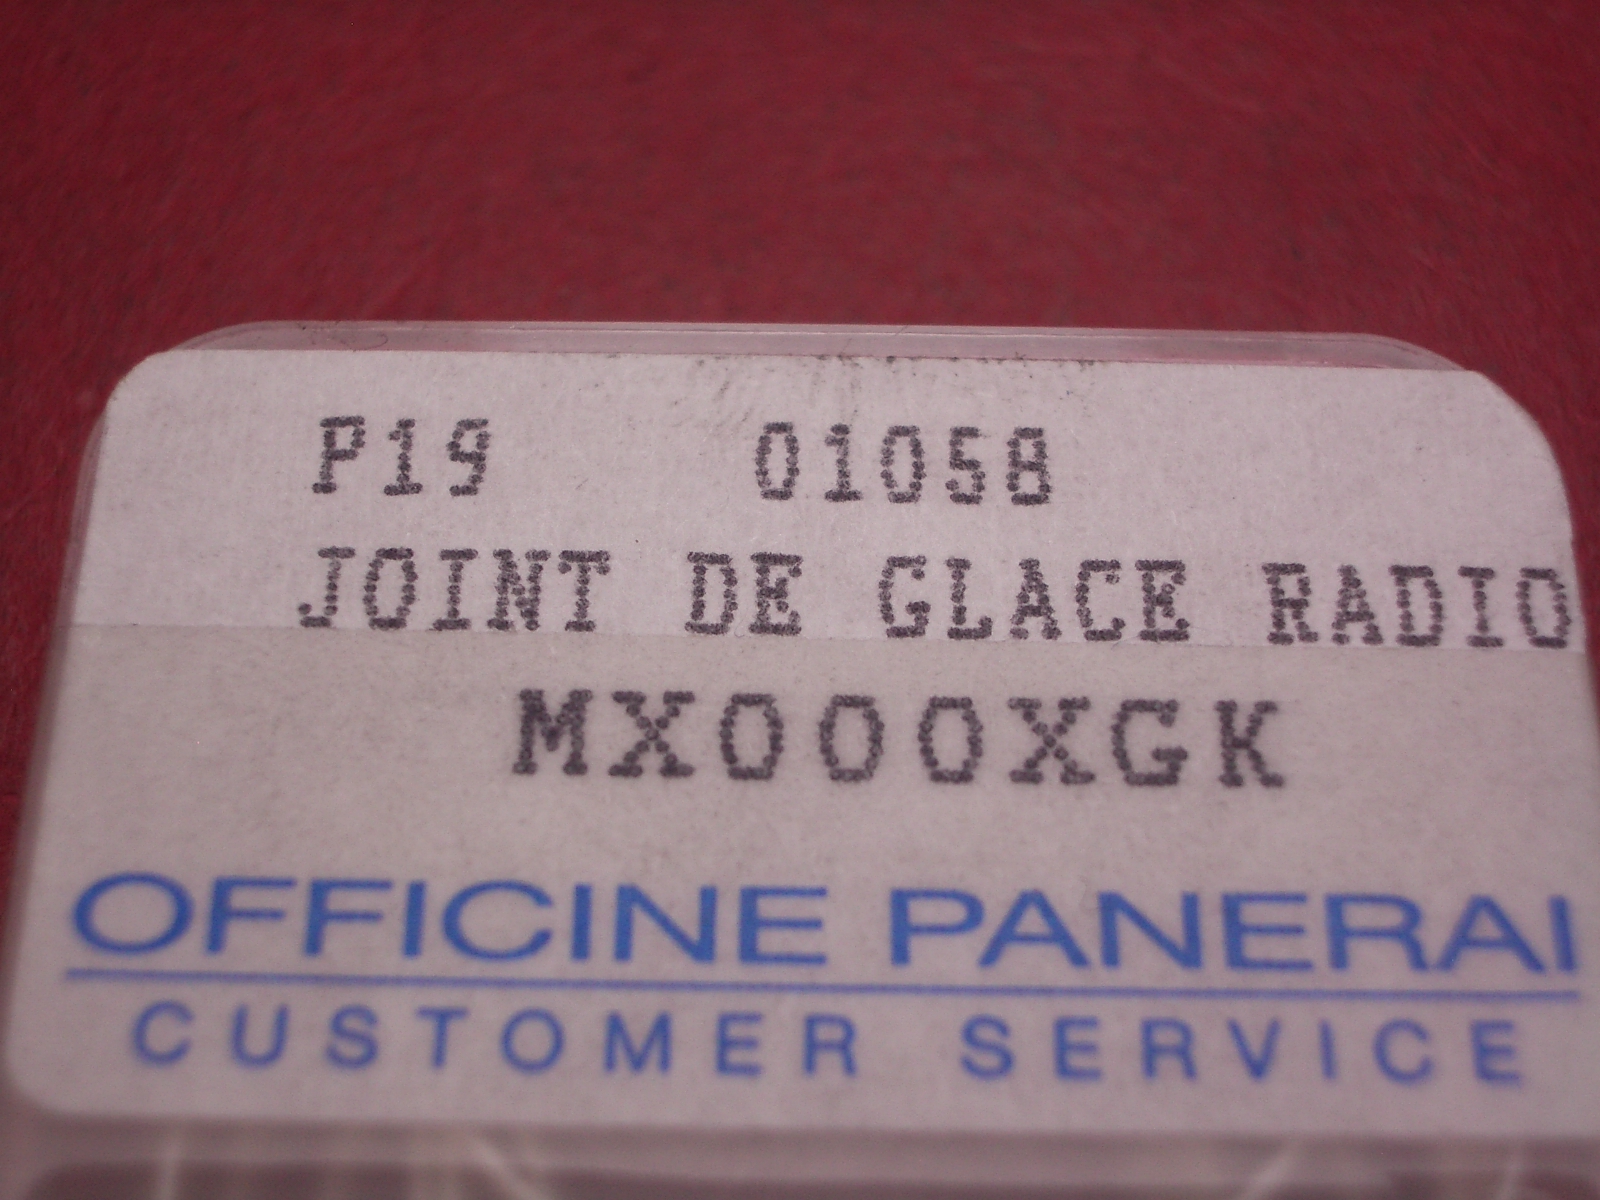 P19 01058
JOINT DE GLACE RADIO
MX000XGK
OFFICINE PANERAI
CUSTOMER SERVICE